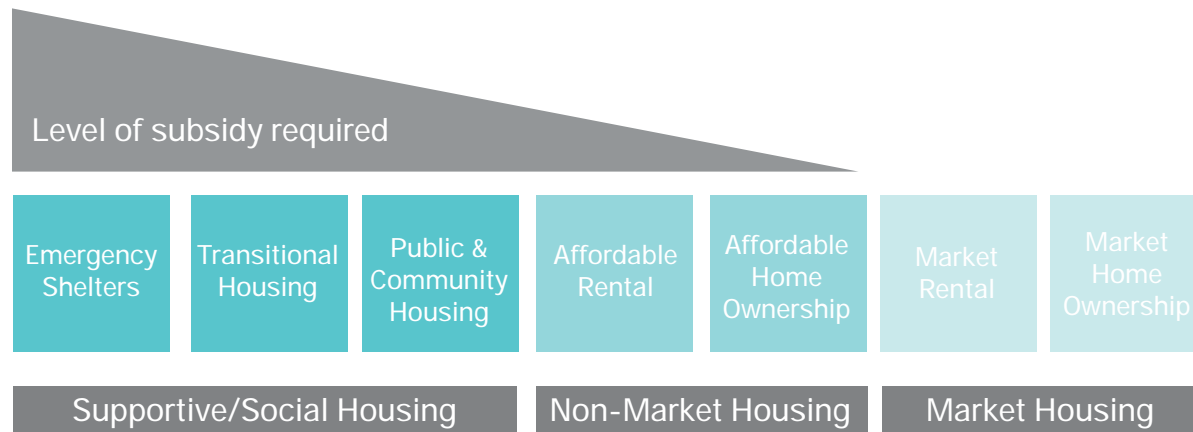 Level of subsidy required
Emergency
Shelters
Transitional
Housing
Public &
Community
Housing
Affordable
Rental
Affordable
Home
Ownership
Market
Rental
Market
Home
Ownership
Supportive/Social Housing
Non-Market Housing
Market Housing